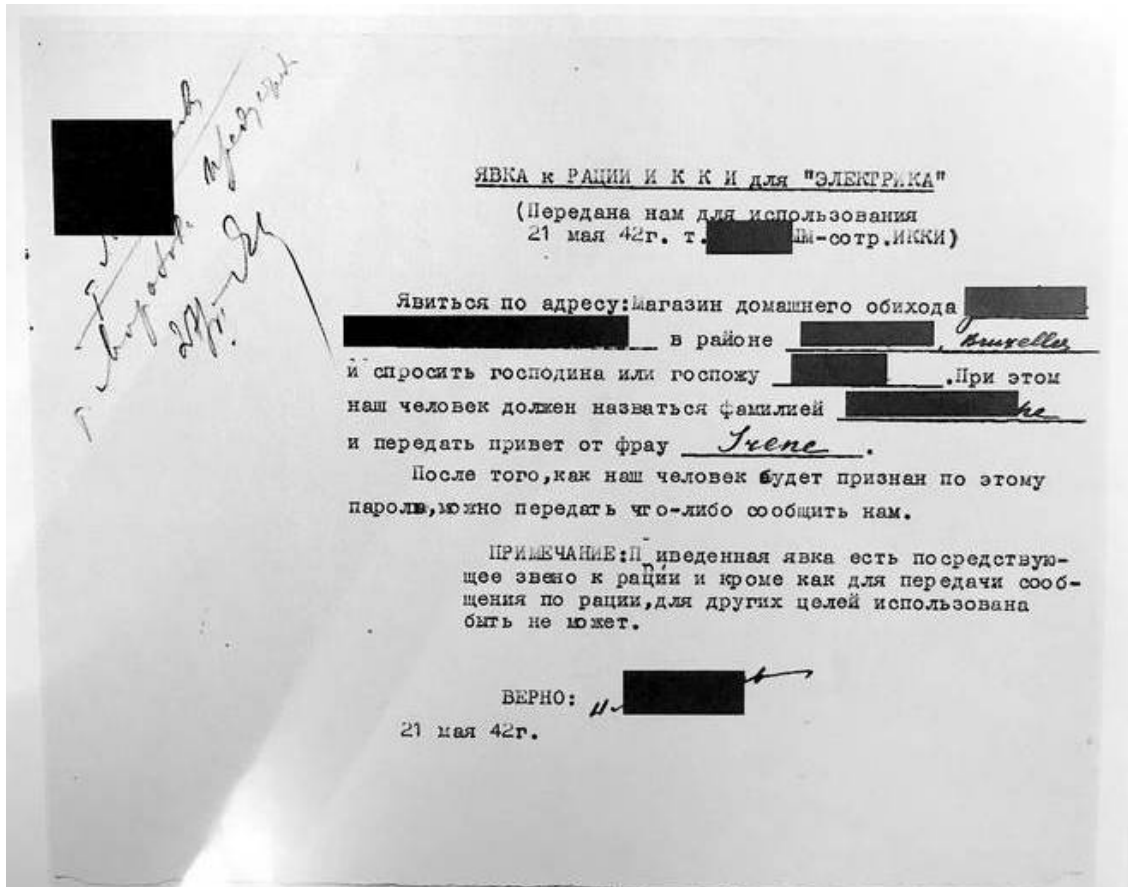 ЯВКА к РАЦИИ И К К И для "ЭЛЕКТРИКА"
(Передана нам для использования
21 мая 42г. т. ЫМ-сотр.ИККИ)
Явиться по адресу:Магазин домашнего обихода
в районе Bruxelles
и спросить господина или госпожу .При этом
наш человек должен назваться фамилией he
и передать привет от фрау Irene.
После того,как наш человек будет признан по этому
паролю,можно передать что-либо сообщить нам.
ПРИМЕЧАНИЕ:Приведенная явка есть посредствую-
щее звено к рации и кроме как для передачи сооб-
щения по рации,для других целей использована
быть не может.
ВЕРНО:
21 мая 42г.